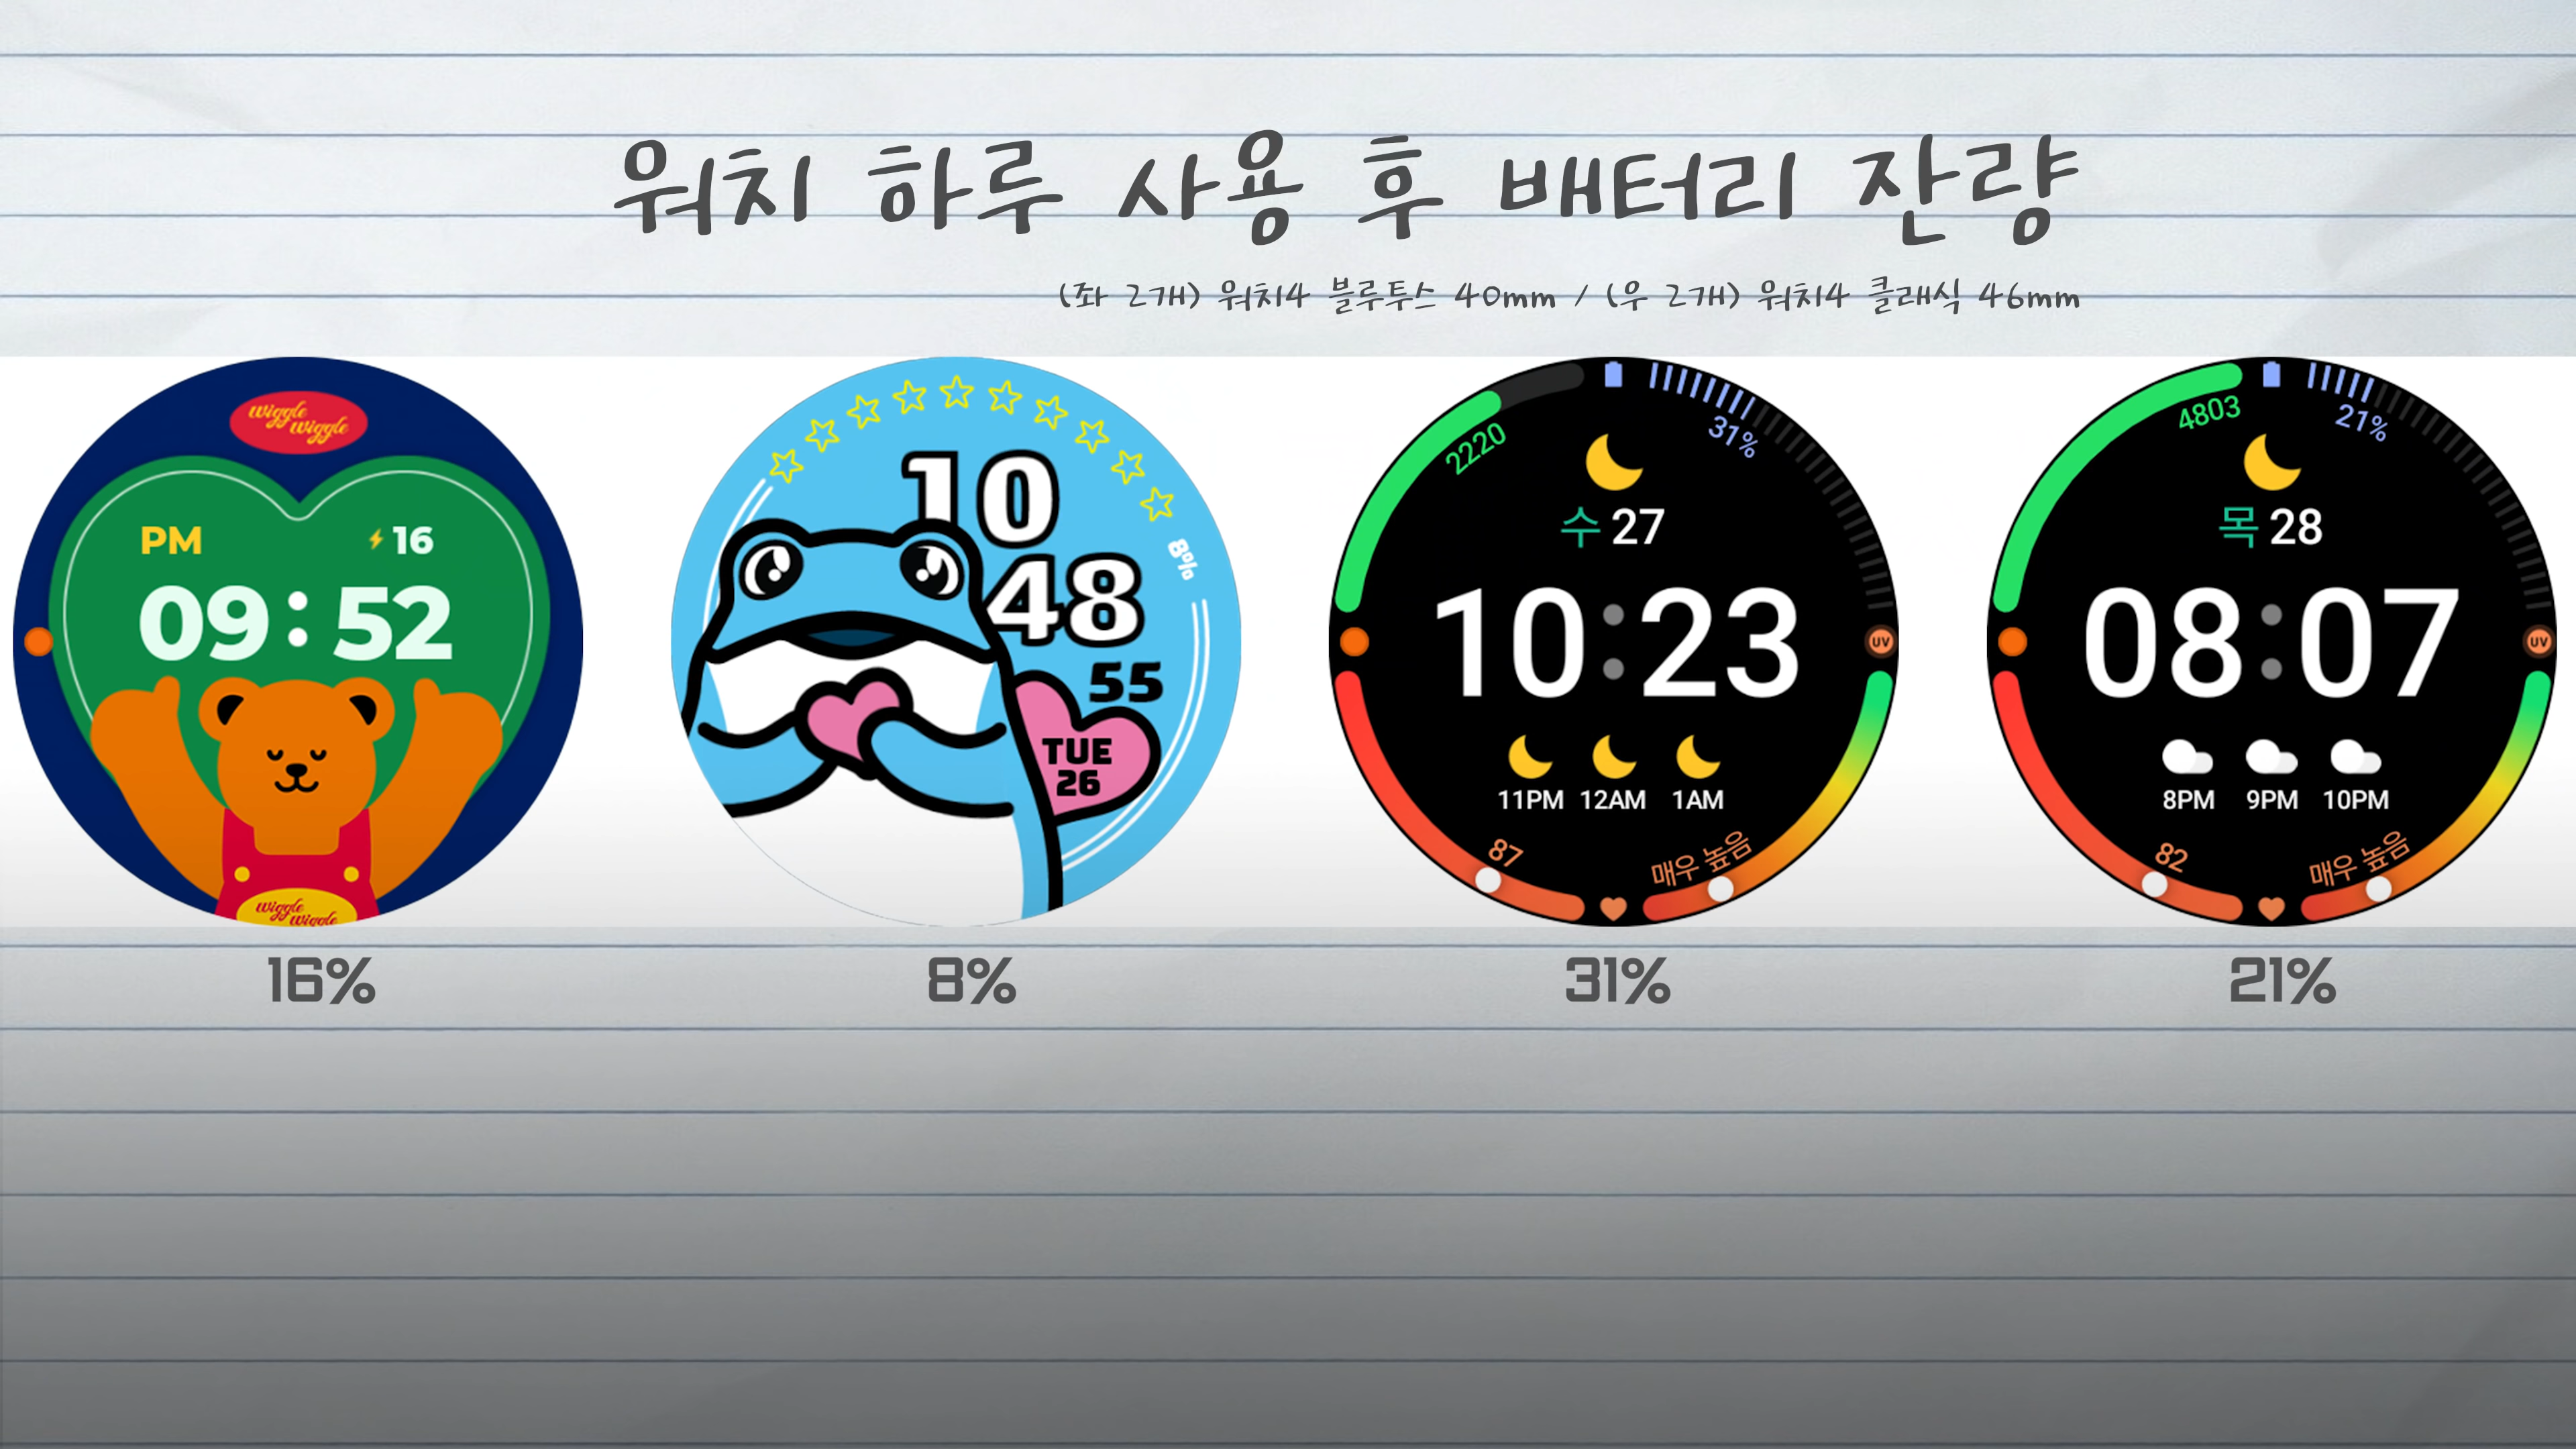 워치 하루 사용 후 배터리 잔량
(좌 2개) 워치4 블루투스 40mm / (우 2개) 워치4 클래식 46mm
wiggle wiggle
PM 16
09:52
wiggle wiggle
10
48
55
8%
TUE
26
2220 31%
수 27
10:23
UV
11PM 12AM 1AM
87 매우 높음
4803 21%
목 28
08:07
UV
8PM 9PM 10PM
82 매우 높음
16% 8% 31% 21%